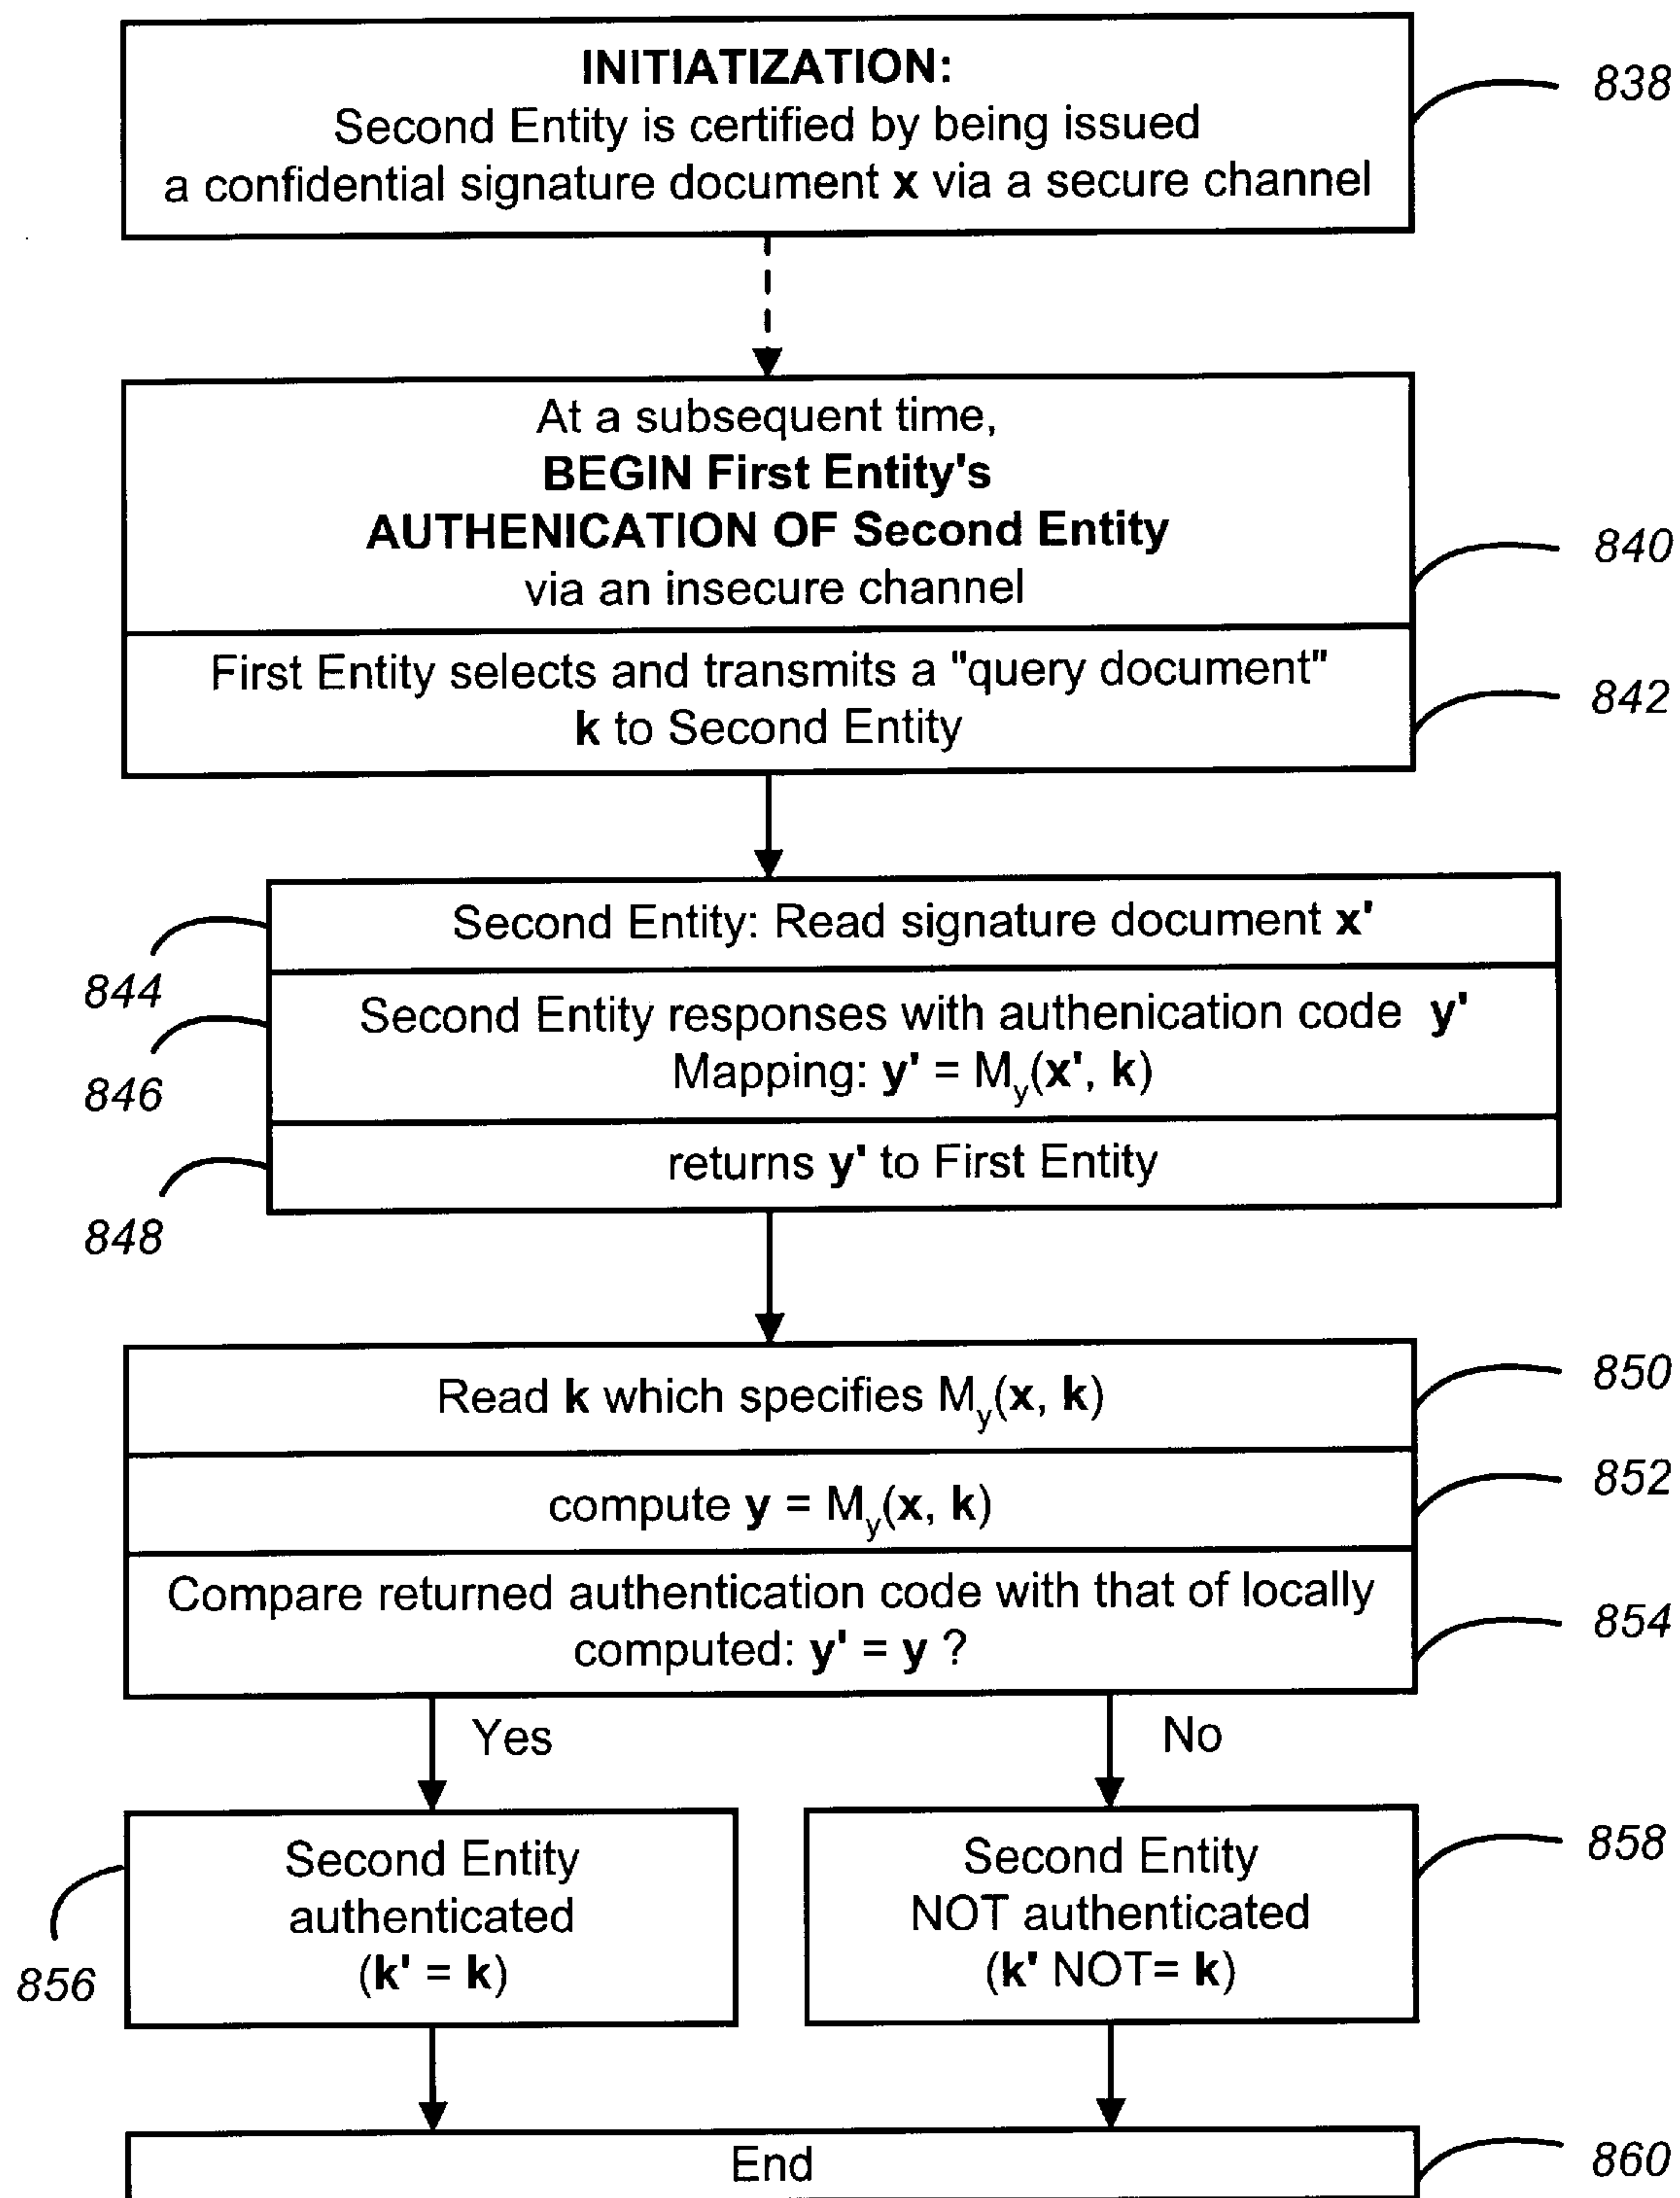 INITIATIZATION:
Second Entity is certified by being issued
a confidential signature document x via a secure channel
838
At a subsequent time,
BEGIN First Entity's
AUTHENICATION OF Second Entity
via an insecure channel
840
First Entity selects and transmits a "query document"
k to Second Entity
842
Second Entity: Read signature document x'
844
Second Entity responses with authenication code y'
Mapping: y' = My(x', k)
846
returns y' to First Entity
848
Read k which specifies My(x, k)
850
compute y = My(x, k)
852
Compare returned authentication code with that of locally
computed: y' = y ?
854
Yes
No
Second Entity
authenticated
(k' = k)
856
Second Entity
NOT authenticated
(k' NOT= k)
858
End
860